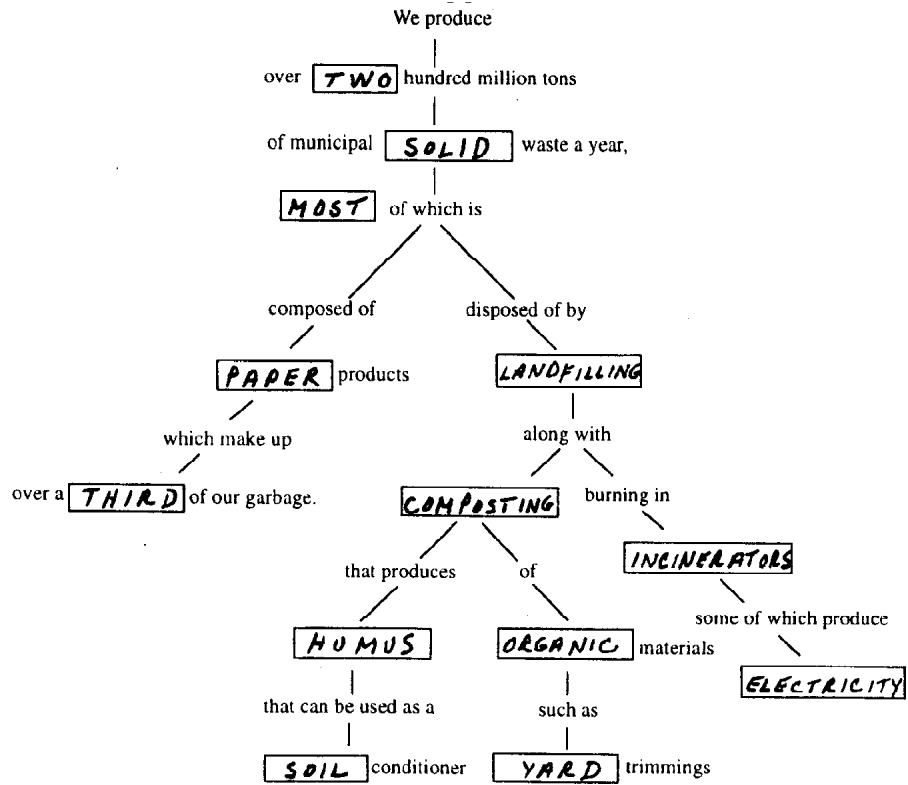 We produce
over TWO hundred million tons
of municipal SOLID waste a year,
MOST of which is
composed of
disposed of by
PAPER products
LANDFILLING
which make up
along with
over a THIRD of our garbage.
COMPOSTING
burning in
INCINERATORS
that produces
of
some of which produce
HUMUS
ORGANIC materials
ELECTRICITY
that can be used as a
such as
SOIL conditioner
YARD trimmings